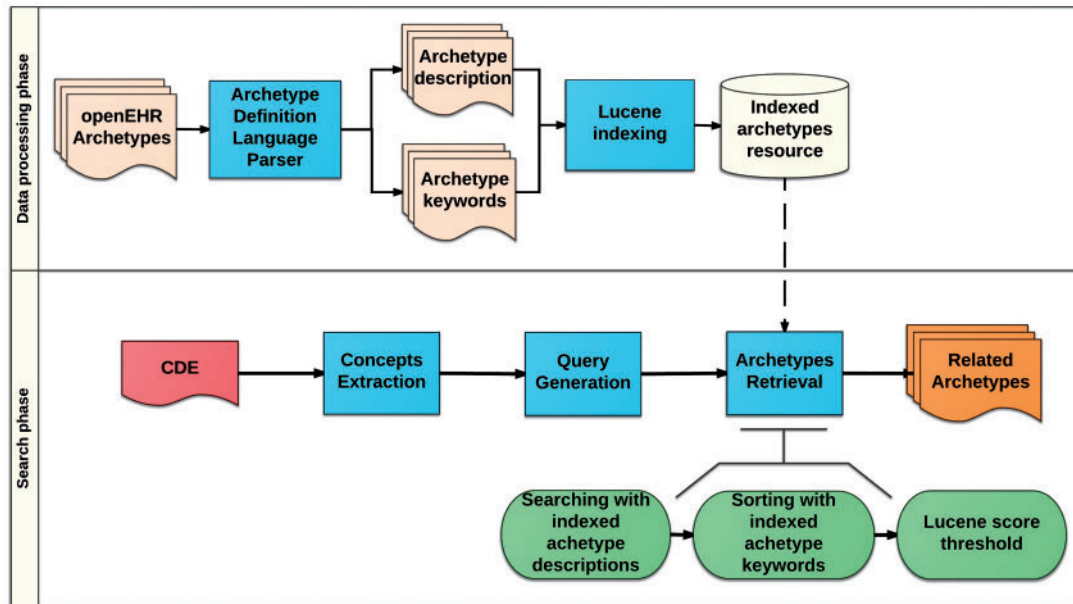 Data processing phase
openEHR
Archetypes
Archetype
Definition
Language
Parser
Archetype
description
Archetype
keywords
Lucene
indexing
Indexed
archetypes
resource
Search phase
CDE
Concepts
Extraction
Query
Generation
Archetypes
Retrieval
Related
Archetypes
Searching with
indexed
achetype
descriptions
Sorting with
indexed
achetype
keywords
Lucene score
threshold